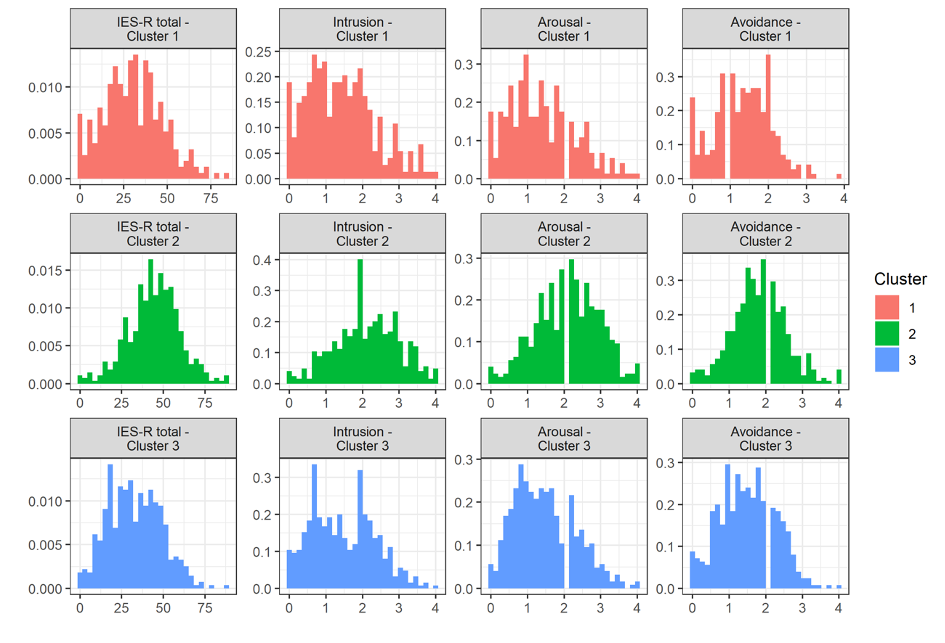 IES-R total -
Cluster 1
Intrusion -
Cluster 1
Arousal -
Cluster 1
Avoidance -
Cluster 1
0.010
0.005
0.000
0 25 50 75
0.25
0.20
0.15
0.10
0.05
0.00
0 1 2 3 4
0.3
0.2
0.1
0.0
0 1 2 3 4
0.3
0.2
0.1
0.0
0 1 2 3 4
IES-R total -
Cluster 2
Intrusion -
Cluster 2
Arousal -
Cluster 2
Avoidance -
Cluster 2
0.015
0.010
0.005
0.000
0 25 50 75
0.4
0.3
0.2
0.1
0.0
0 1 2 3 4
0.3
0.2
0.1
0.0
0 1 2 3 4
0.3
0.2
0.1
0.0
0 1 2 3 4
IES-R total -
Cluster 3
Intrusion -
Cluster 3
Arousal -
Cluster 3
Avoidance -
Cluster 3
0.010
0.005
0.000
0 25 50 75
0.3
0.2
0.1
0.0
0 1 2 3 4
0.3
0.2
0.1
0.0
0 1 2 3 4
0.3
0.2
0.1
0.0
0 1 2 3 4
Cluster
1
2
3